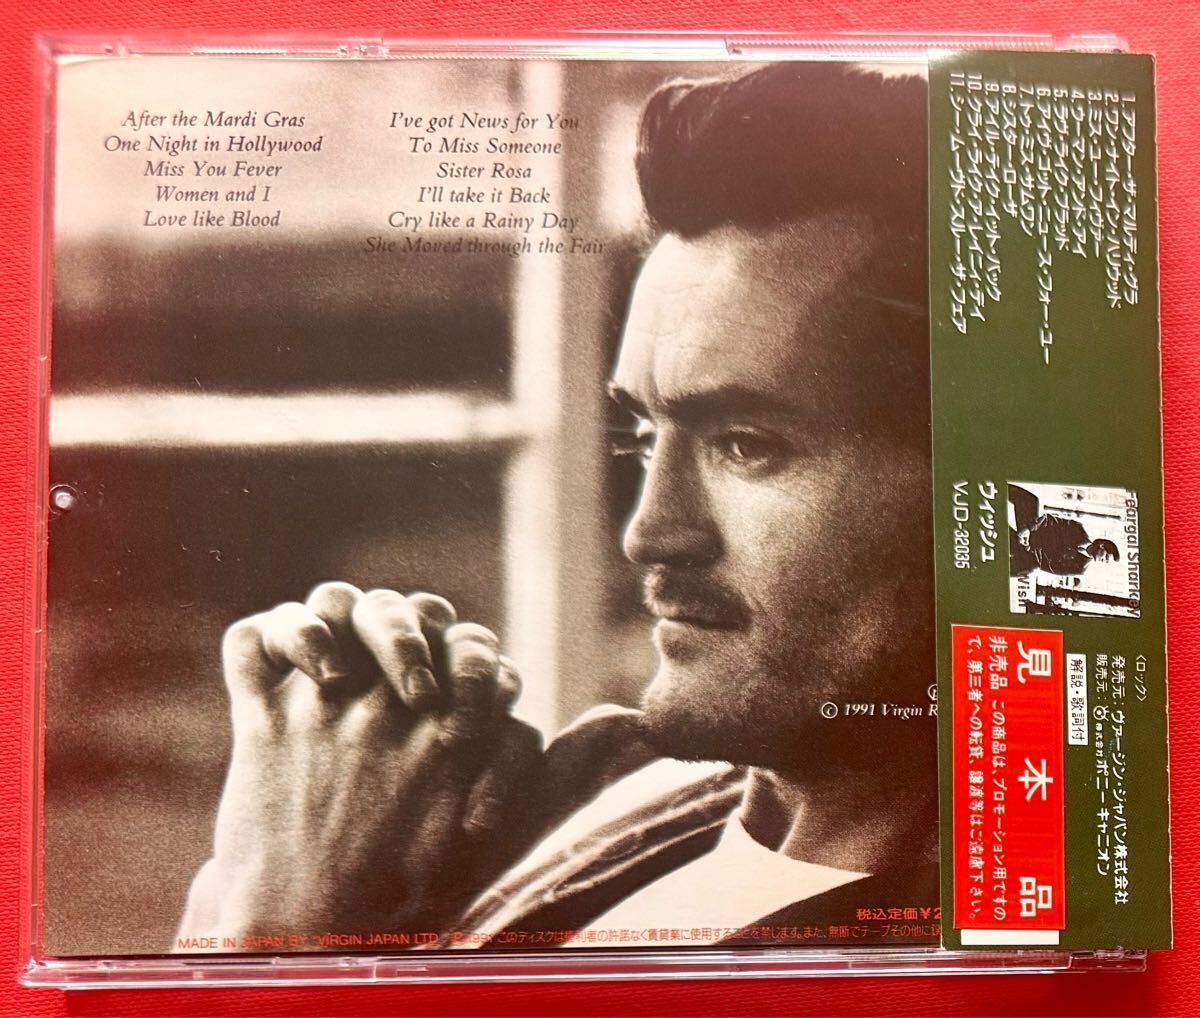 After the Mardi Gras
One Night in Hollywood
Miss You Fever
Women and I
Love like Blood
I've got News for You
To Miss Someone
Sister Rosa
I'll take it Back
Cry like a Rainy Day
She Moved through the Fair
© 1991 Virgin R
税込定価¥2
MADE IN JAPAN BY VIRGIN JAPAN LTD. ℗ 1991 このディスクは権利者の許諾なく賃貸業に使用することを禁じます。また、無断でテープその他に
1. アフター・ザ・マルディ・グラ
2. ワン・ナイト・イン・ハリウッド
3. ミス・ユー・フィヴァー
4. ウーマン・アンド・アイ
5. ラヴ・ライク・ブラッド
6. アイヴ・ゴット・ニュース・フォー・ユー
7. トゥ・ミス・サムワン
8. シスター・ローザ
9. アイル・テイク・イット・バック
10. クライ・ライク・ア・レイニイ・デイ
11. シー・ムーヴド・スルー・ザ・フェア
Feargal Sharkey
Wish
ウィッシュ
VJD-32035
〈ロック〉
発売元:ヴァージン・ジャパン株式会社
販売元:株式会社ポニーキャニオン
解説・歌詞付
見本品
非売品 この商品は、プロモーション用ですの
で、第三者への転貸、譲渡等はご遠慮下さい。